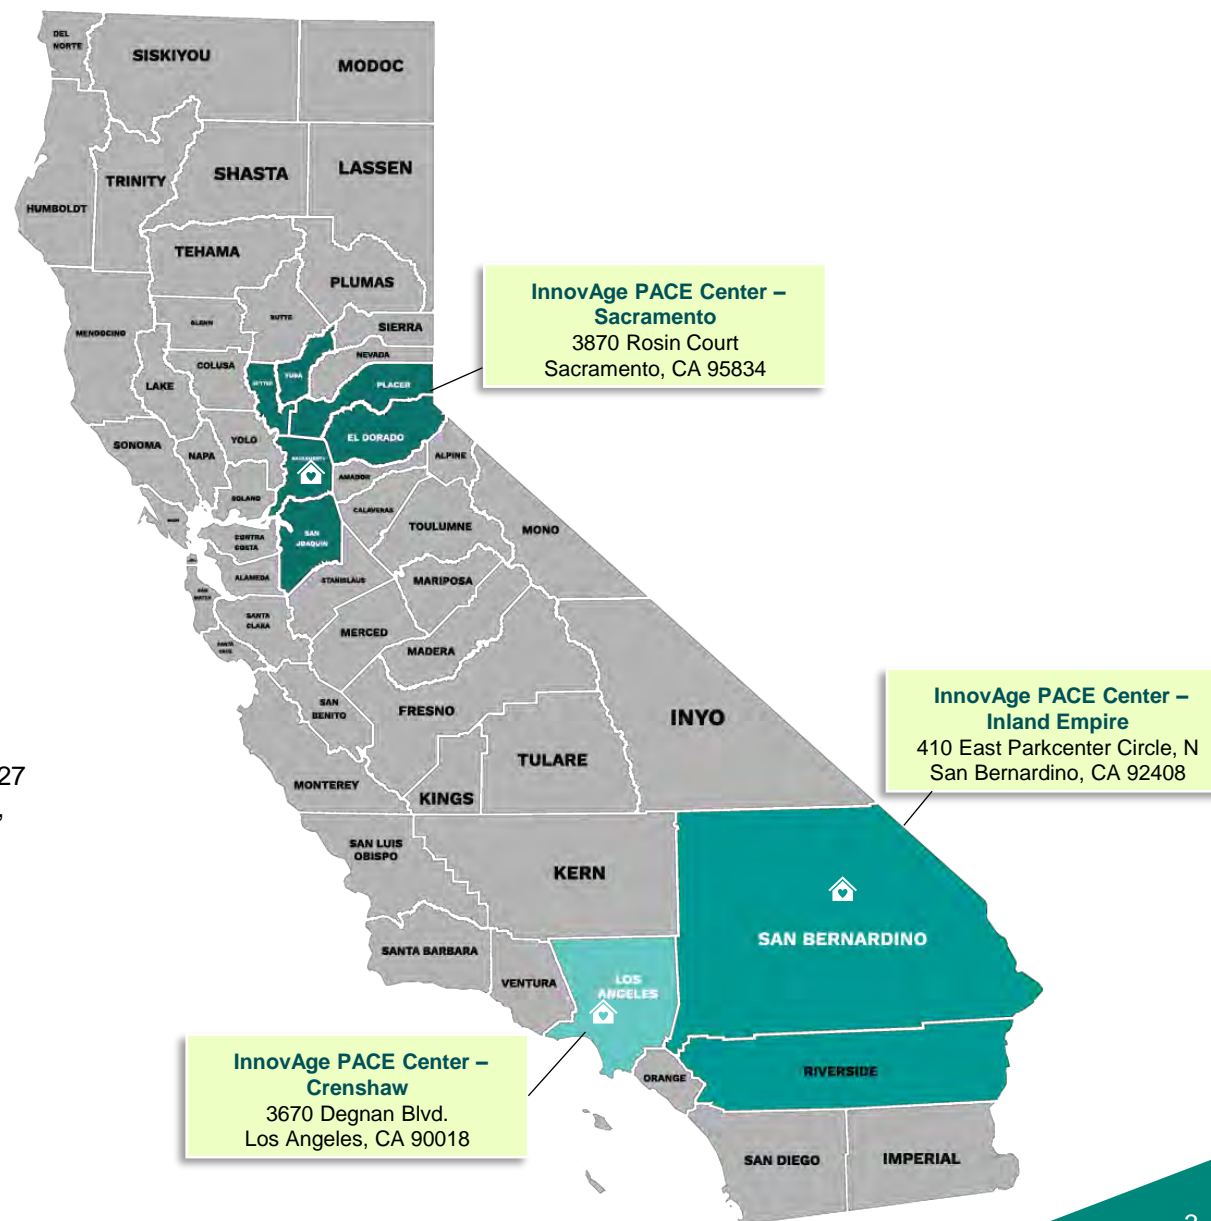 DEL
NORTE
SISKIYOU
MODOC
TRINITY
SHASTA
LASSEN
HUMBOLDT
TEHAMA
PLUMAS
InnovAge PACE Center –
Sacramento
3870 Rosin Court
Sacramento, CA 95834
MENDOCINO
GLENN
BUTTE
SIERRA
NEVADA
COLUSA
YUBA
SUTTER
PLACER
LAKE
EL DORADO
SONOMA
NAPA
YOLO
SACRAMENTO
ALPINE
AMADOR
SOLANO
CALAVERAS
TOULUMNE
MONO
CONTRA
COSTA
SAN
JOAQUIN
ALAMEDA
STANISLAUS
MARIPOSA
SAN
MATEO
SANTA
CLARA
MERCED
MADERA
SANTA
CRUZ
SAN
BENITO
FRESNO
INYO
InnovAge PACE Center –
Inland Empire
410 East Parkcenter Circle, N
San Bernardino, CA 92408
TULARE
27
,
MONTEREY
KINGS
SAN LUIS
OBISPO
KERN
SAN BERNARDINO
SANTA BARBARA
VENTURA
LOS
ANGELES
InnovAge PACE Center –
Crenshaw
3670 Degnan Blvd.
Los Angeles, CA 90018
ORANGE
RIVERSIDE
SAN DIEGO
IMPERIAL